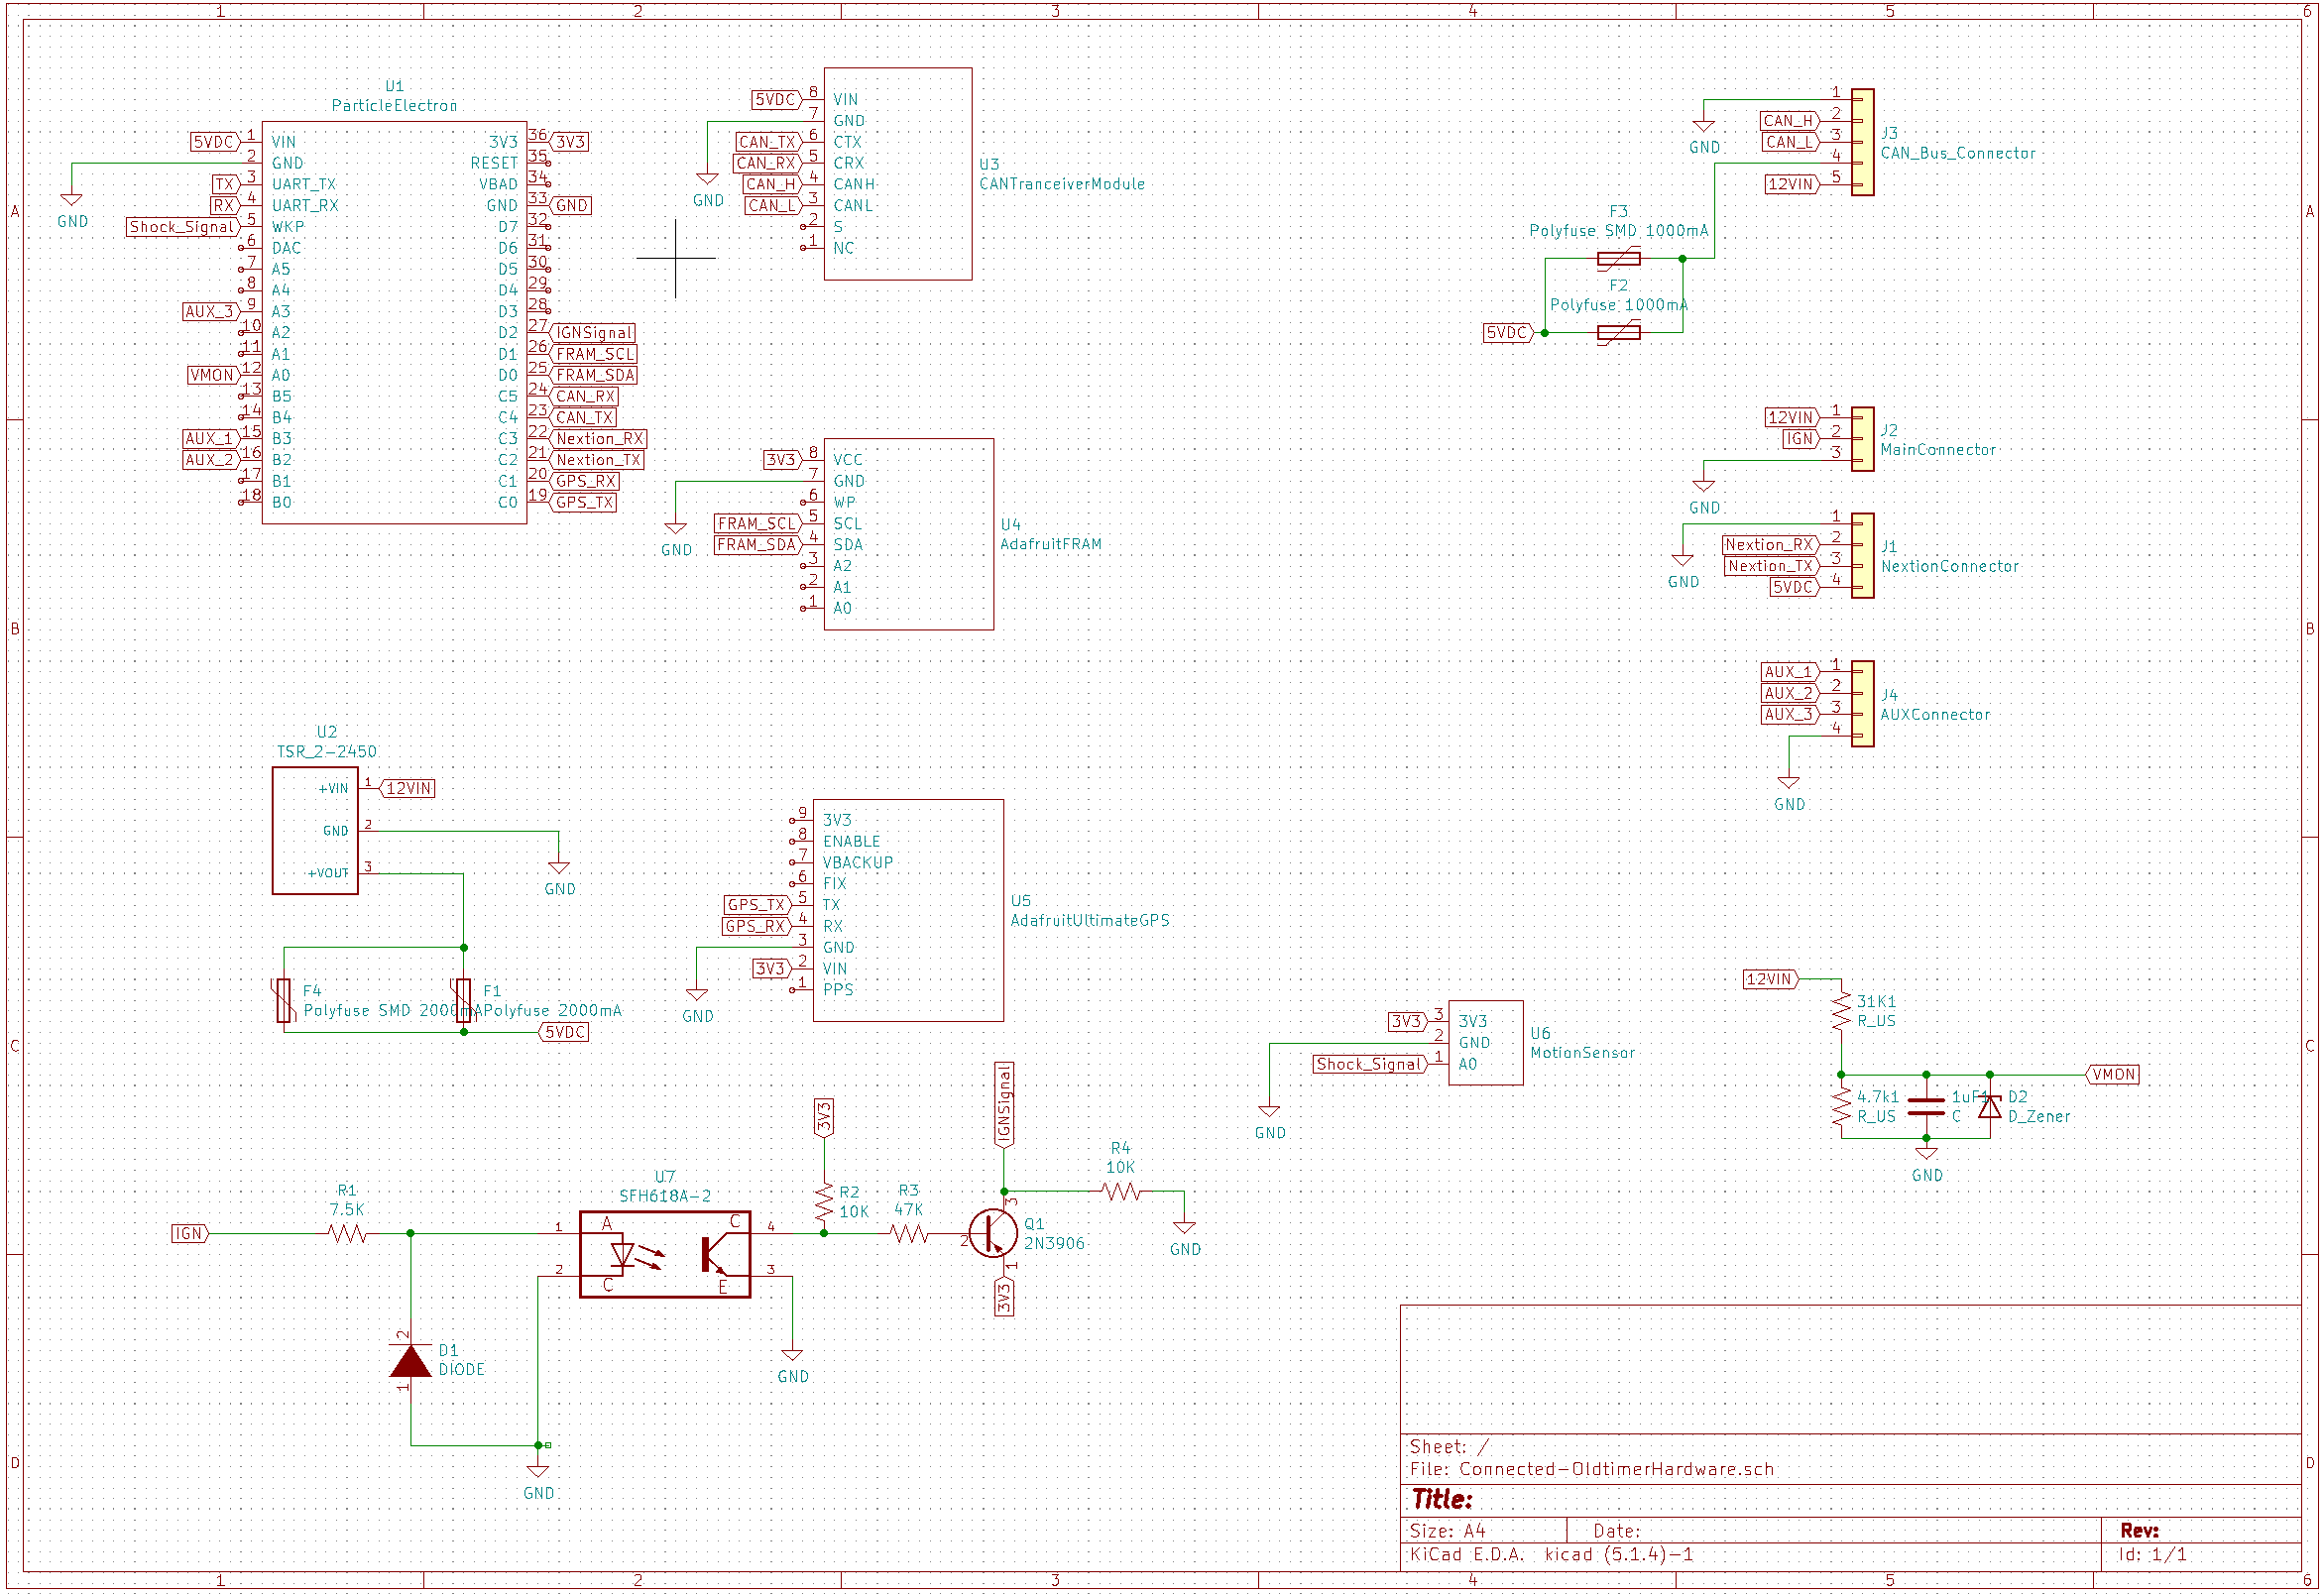 1 2 3 4 5 6
A
B
C
D
A
B
C
D
1 2 3 4 5 6
U1
ParticleElectron
5VDC 1 VIN
2 GND
TX 3 UART_TX
RX 4 UART_RX
Shock_Signal 5 WKP
6 DAC
7 A5
8 A4
AUX_3 9 A3
10 A2
11 A1
VMON 12 A0
13 B5
14 B4
AUX_1 15 B3
AUX_2 16 B2
17 B1
18 B0
3V3 36 3V3
RESET 35
VBAD 34
GND 33 GND
D7 32
D6 31
D5 30
D4 29
D3 28
D2 27 IGNSignal
D1 26 FRAM_SCL
D0 25 FRAM_SDA
C5 24 CAN_RX
C4 23 CAN_TX
C3 22 Nextion_RX
C2 21 Nextion_TX
C1 20 GPS_RX
C0 19 GPS_TX
GND
5VDC 8 VIN
7 GND
CAN_TX 6 CTX
CAN_RX 5 CRX
CAN_H 4 CANH
CAN_L 3 CANL
2 S
1 NC
GND
U3
CANTranceiverModule
3V3 8 VCC
7 GND
6 WP
FRAM_SCL 5 SCL
FRAM_SDA 4 SDA
3 A2
2 A1
1 A0
GND
U4
AdafruitFRAM
1
CAN_H 2
CAN_L 3
4
12VIN 5
GND
J3
CAN_Bus_Connector
F3
Polyfuse SMD 1000mA
F2
Polyfuse 1000mA
5VDC
12VIN 1
IGN 2
3
GND
J2
MainConnector
1
Nextion_RX 2
Nextion_TX 3
5VDC 4
GND
J1
NextionConnector
AUX_1 1
AUX_2 2
AUX_3 3
4
GND
J4
AUXConnector
U2
TSR_2-2450
+VIN 1 12VIN
GND 2
+VOUT 3
GND
F4
Polyfuse SMD 2000mA
F1
Polyfuse 2000mA
5VDC
9 3V3
8 ENABLE
7 VBACKUP
6 FIX
GPS_TX 5 TX
GPS_RX 4 RX
3 GND
3V3 2 VIN
1 PPS
GND
U5
AdafruitUltimateGPS
3V3 3 3V3
2 GND
Shock_Signal 1 A0
GND
U6
MotionSensor
12VIN
31K1
R_US
VMON
4.7k1
R_US
1uF1
C
D2
D_Zener
GND
IGN
R1
7.5K
U7
SFH618A-2
1 A C 4
2 C E 3
2
D1
DIODE
1
GND
GND
3V3
R2
10K
R3
47K
IGNSignal
3
2
1
Q1
2N3906
3V3
R4
10K
GND
Sheet: /
File: Connected-OldtimerHardware.sch
Title:
Size: A4 Date: Rev:
KiCad E.D.A. kicad (5.1.4)-1 Id: 1/1